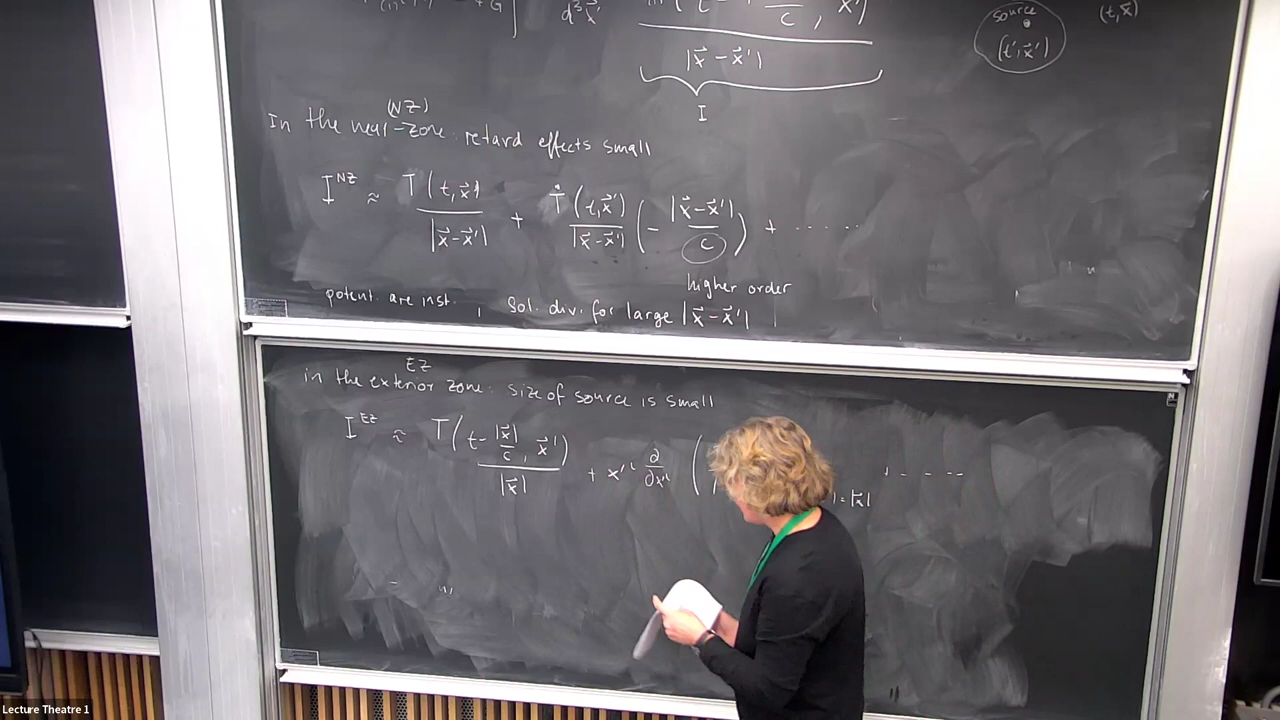 d³x⃗' / |x⃗ - x⃗'|
source
(t', x⃗')
(t, x⃗)
I
(NZ)
In the near-zone: retard effects small
I^NZ ≈ T(t, x⃗') / |x⃗-x⃗'| + Ṫ(t, x⃗') / |x⃗-x⃗'| (- |x⃗-x⃗'| / c) + .....
higher order
potent. are inst. , Sol. div. for large |x⃗-x⃗'|
EZ
in the exterior zone: size of source is small
I^EZ ≈ T(t - |x⃗|/c, x⃗') / |x⃗| + x'^i ∂/∂x'^i (
= |x⃗| + - - - -
Lecture Theatre 1